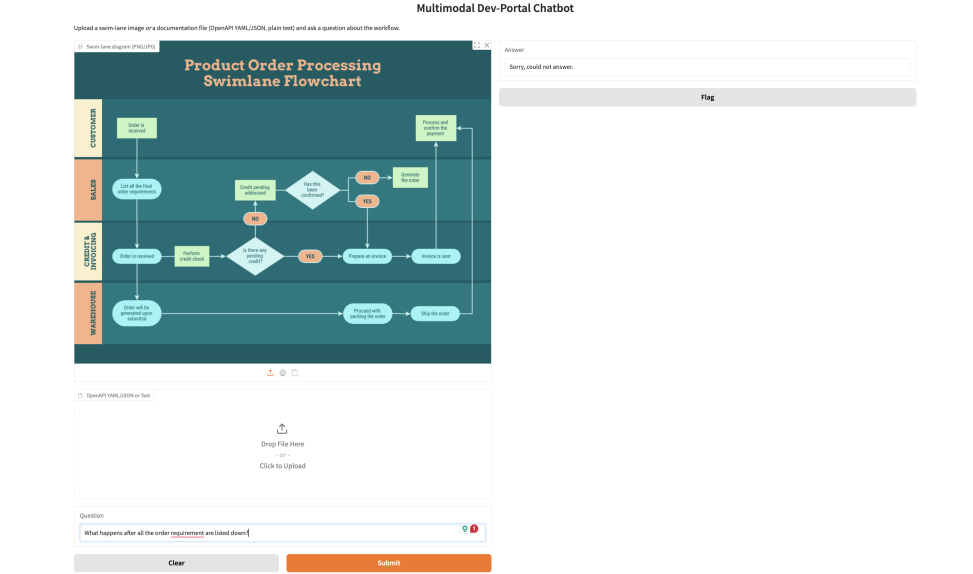 Multimodal Dev-Portal Chatbot
Upload a swim-lane image or a documentation file (OpenAPI YAML/JSON, plain text) and ask a question about the workflow.
Swim-lane diagram (PNG/JPG)
Product Order Processing
Swimlane Flowchart
CUSTOMER
Order is
received
Process and
confirm the
payment
SALES
List all the final
order requirements
Credit pending
addressed
Has this
been
confirmed?
NO
YES
Generate
the order
NO
CREDIT &
INVOICING
Order is received
Perform
credit check
Is there any
pending
credit?
YES
Prepare an invoice
Invoice is sent
WAREHOUSE
Order will be
generated upon
submittal
Proceed with
packing the order
Ship the order
OpenAPI YAML/JSON or Text
Drop File Here
- or -
Click to Upload
Question
What happens after all the order requirement are listed down?
1
Clear
Submit
Answer
Sorry, could not answer.
Flag